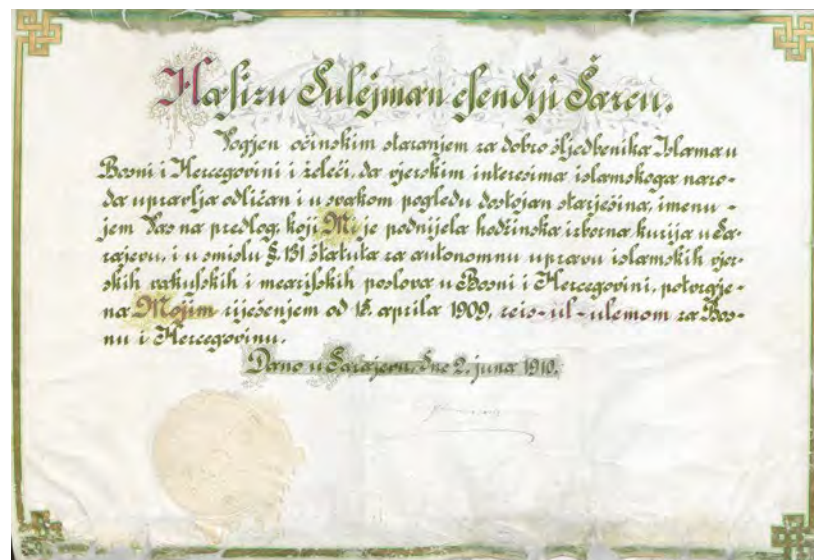 Hafizu Sulejman efendiji Šarcu.
Vogjen očinskim staranjem za dobro sljedbenika Islama u
Bosni i Hercegovini i želeći, da vjerskim interesima islamskoga naro-
da upravlja odličan i u svakom pogledu dostojan starješina, imenu-
jem Vas na predlog, koji Mi je podnijela hodžinska izborna kurija u Sa-
rajevu, i u smislu §. 131 štatuta za autonomnu upravu islamskih vjer-
skih vakufskih i mearifskih poslova u Bosni i Hercegovini, potvrgje-
na Mojim riješenjem od 15. aprila 1909, reis-ul-ulemom za Bos-
nu i Hercegovinu.
Dano u Sarajevu, dne 2. juna 1910.